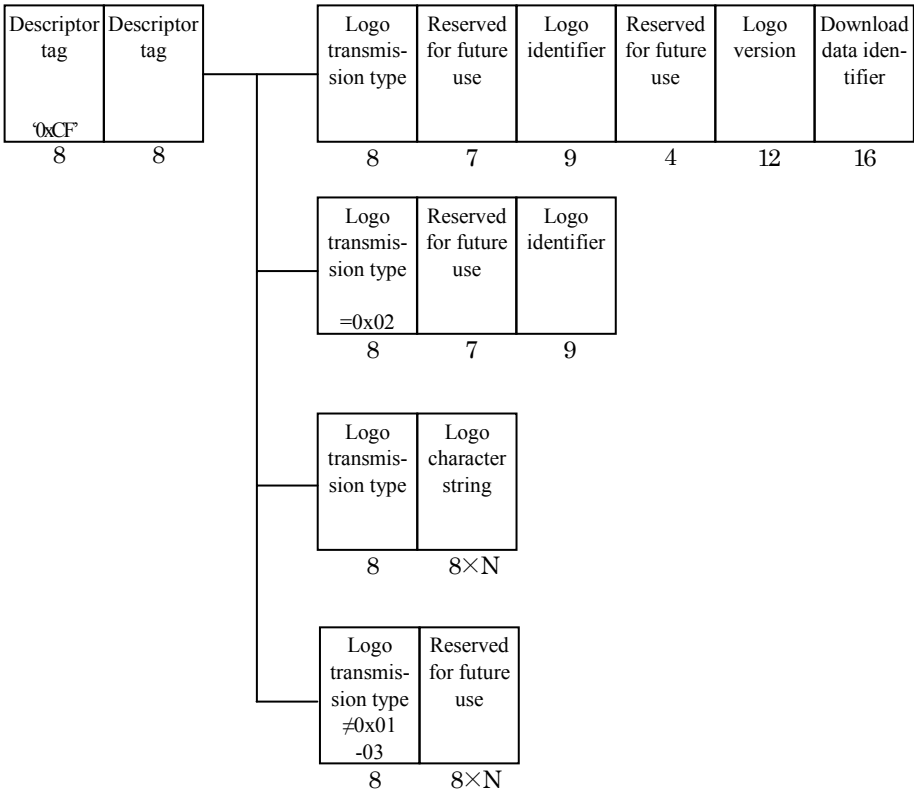 Descriptor
tag
‘0xCF’
Descriptor
tag
Logo
transmis-
sion type
Reserved
for future
use
Logo
identifier
Reserved
for future
use
Logo
version
Download
data iden-
tifier
8
8
8
7
9
4
12
16
Logo
transmis-
sion type
=0x02
Reserved
for future
use
Logo
identifier
8
7
9
Logo
transmis-
sion type
Logo
character
string
8
8×N
Logo
transmis-
sion type
≠0x01
-03
Reserved
for future
use
8
8×N